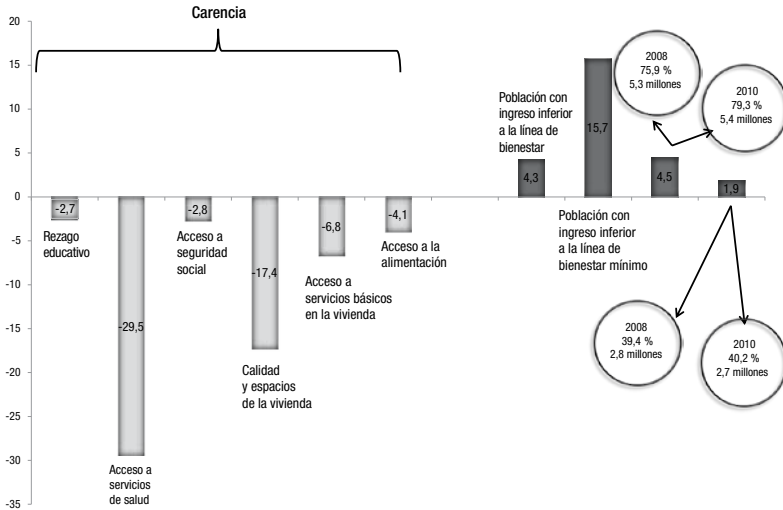 Carencia
20
15
10
5
0
-5
-10
-15
-20
-25
-30
-35
-2,7
Rezago
educativo
-29,5
Acceso a
servicios
de salud
-2,8
Acceso a
seguridad
social
-17,4
Calidad
y espacios
de la vivienda
-6,8
Acceso a
servicios básicos
en la vivienda
-4,1
Acceso a la
alimentación
Población con
ingreso inferior
a la línea de
bienestar
4,3
15,7
Población con
ingreso inferior
a la línea de
bienestar mínimo
4,5
1,9
2008
75,9 %
5,3 millones
2010
79,3 %
5,4 millones
2008
39,4 %
2,8 millones
2010
40,2 %
2,7 millones